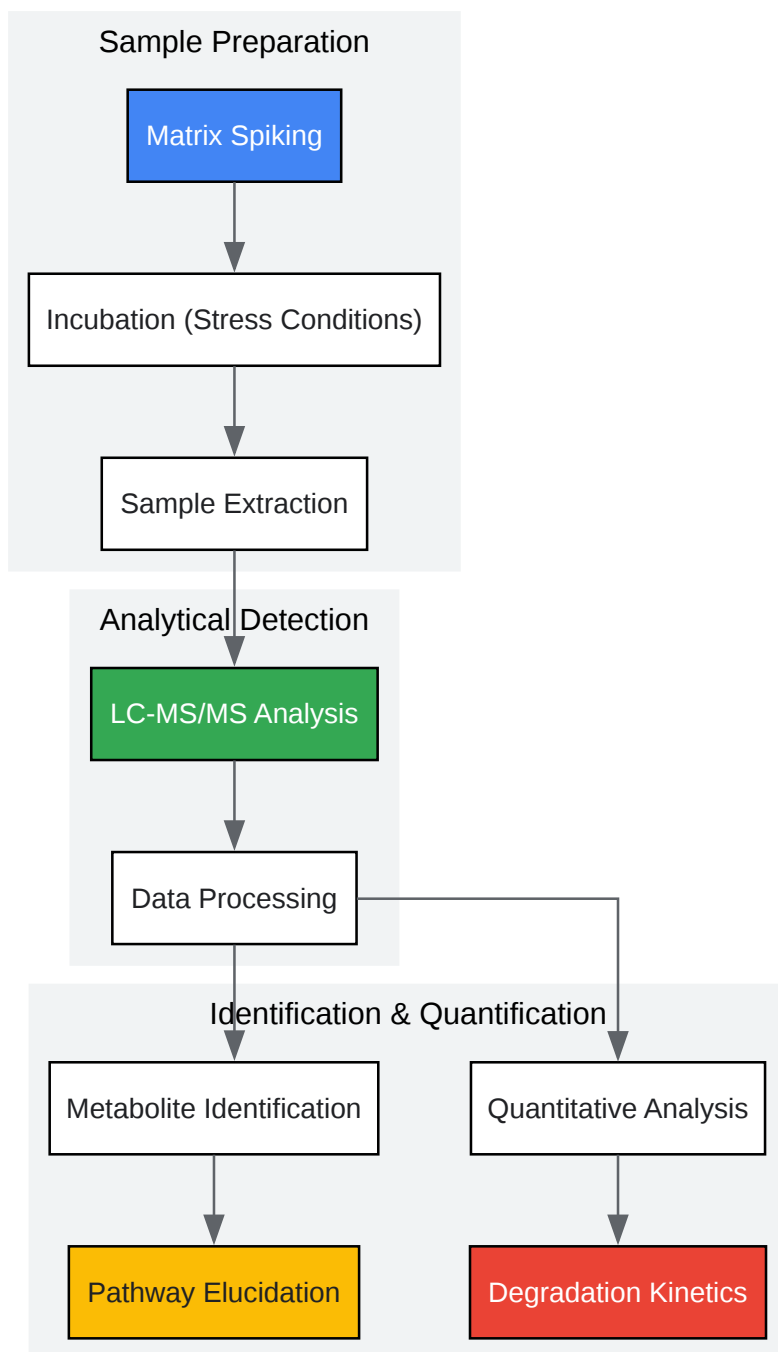 Sample Preparation
Matrix Spiking
Incubation (Stress Conditions)
Sample Extraction
Analytical Detection
LC-MS/MS Analysis
Data Processing
Identification & Quantification
Metabolite Identification
Quantitative Analysis
Pathway Elucidation
Degradation Kinetics